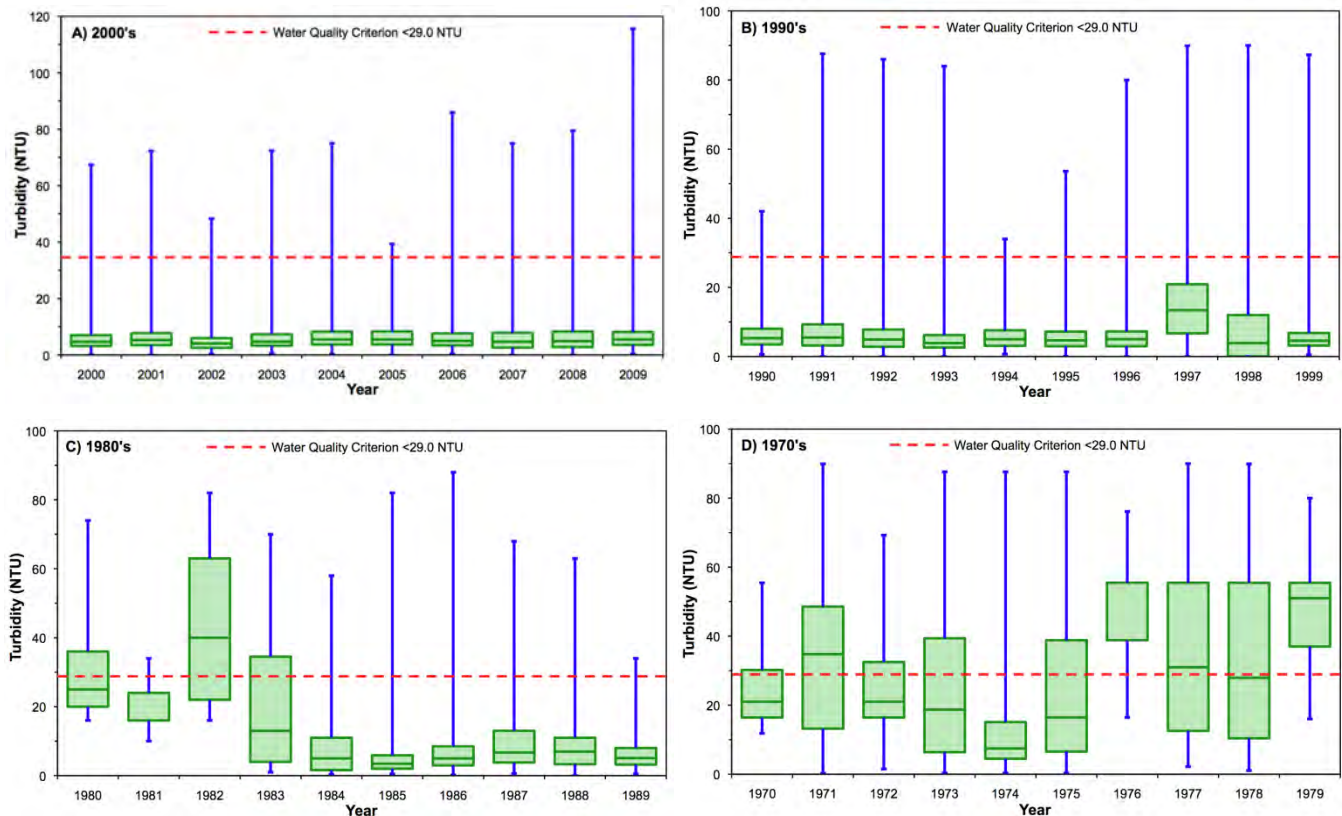 A) 2000's
Water Quality Criterion <29.0 NTU
120
100
80
60
40
20
0
Turbidity (NTU)
2000 2001 2002 2003 2004 2005 2006 2007 2008 2009
Year
B) 1990's
Water Quality Criterion <29.0 NTU
100
80
60
40
20
0
Turbidity (NTU)
1990 1991 1992 1993 1994 1995 1996 1997 1998 1999
Year
C) 1980's
Water Quality Criterion <29.0 NTU
100
80
60
40
20
0
Turbidity (NTU)
1980 1981 1982 1983 1984 1985 1986 1987 1988 1989
Year
D) 1970's
Water Quality Criterion <29.0 NTU
100
80
60
40
20
0
Turbidity (NTU)
1970 1971 1972 1973 1974 1975 1976 1977 1978 1979
Year